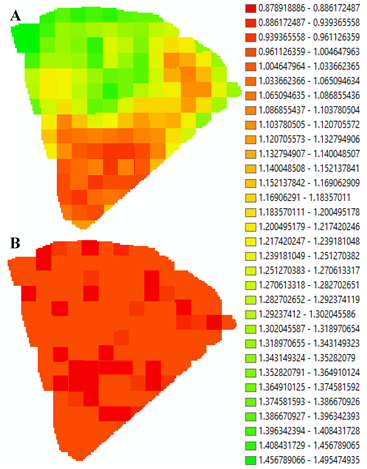 A
B
0.878918886 - 0.886172487
0.886172487 - 0.939365558
0.939365558 - 0.961126359
0.961126359 - 1.004647963
1.004647964 - 1.033662365
1.033662366 - 1.065094634
1.065094635 - 1.086855436
1.086855437 - 1.103780504
1.103780505 - 1.120705572
1.120705573 - 1.132794906
1.132794907 - 1.140048507
1.140048508 - 1.152137841
1.152137842 - 1.169062909
1.16906291 - 1.18357011
1.183570111 - 1.200495178
1.200495179 - 1.217420246
1.217420247 - 1.239181048
1.239181049 - 1.251270382
1.251270383 - 1.270613317
1.270613318 - 1.282702651
1.282702652 - 1.292374119
1.29237412 - 1.302045586
1.302045587 - 1.318970654
1.318970655 - 1.343149323
1.343149324 - 1.35282079
1.352820791 - 1.364910124
1.364910125 - 1.374581592
1.374581593 - 1.386670926
1.386670927 - 1.396342393
1.396342394 - 1.408431728
1.408431729 - 1.456789065
1.456789066 - 1.495474935